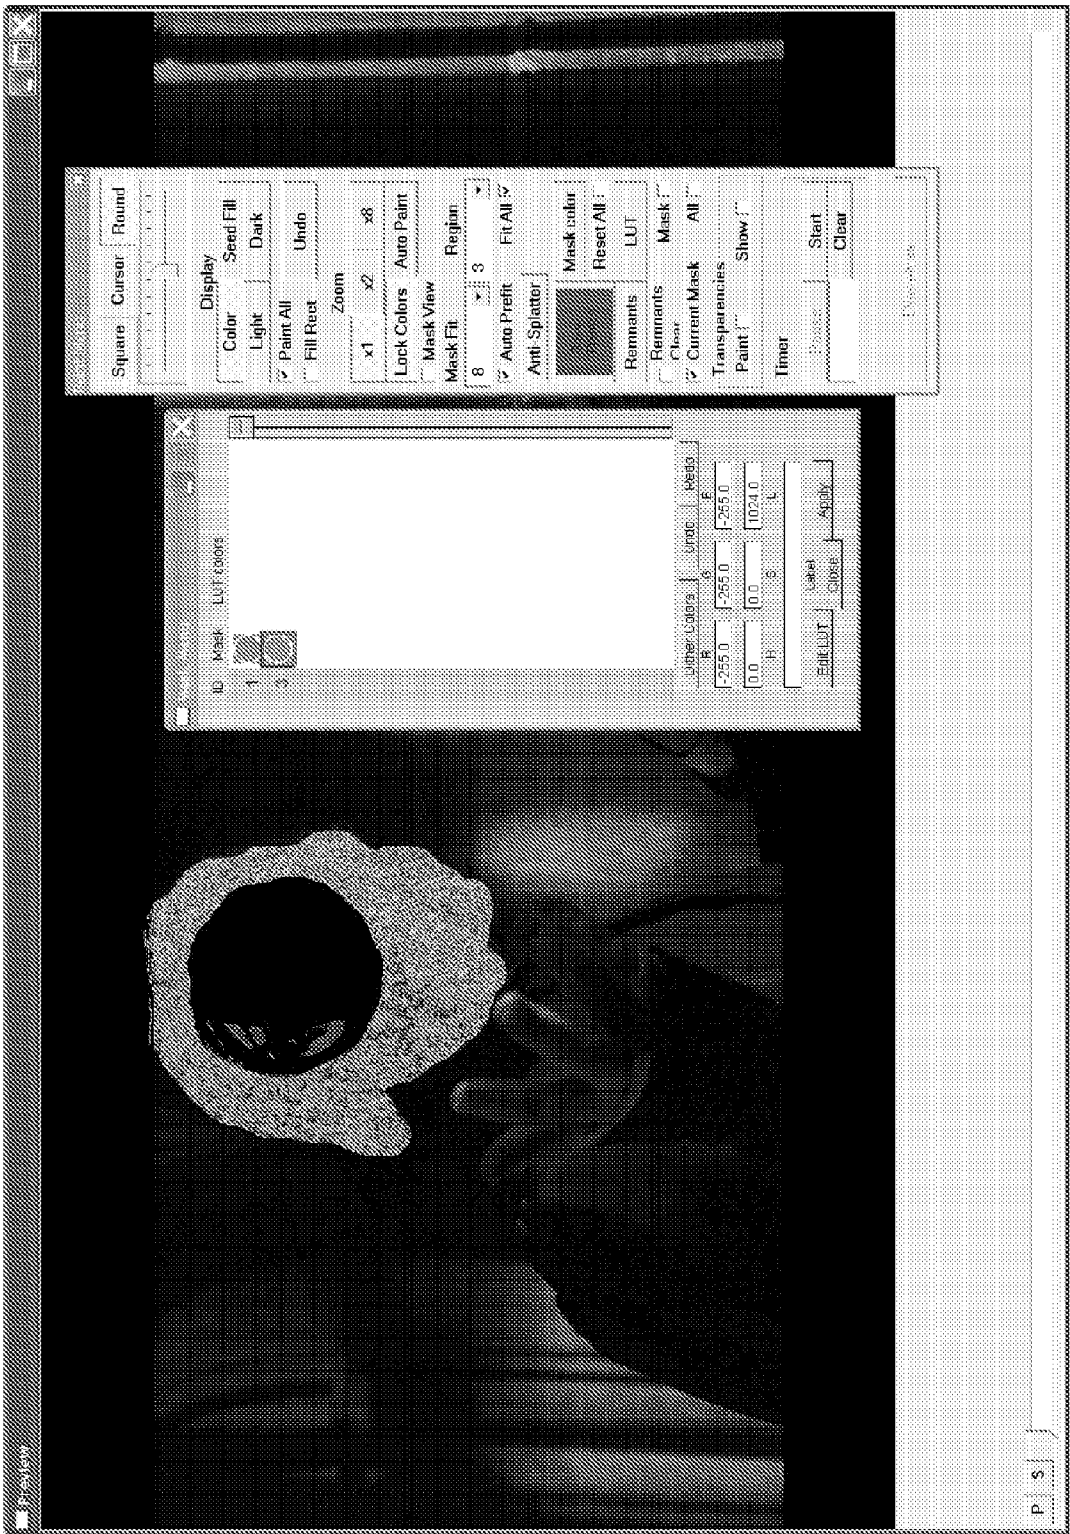 Preview
Square Cursor Round
Display
Color Seed Fill
Light Dark
Paint All
Fill Rect Undo
Zoom
x1 x2 x8
Lock Colors Auto Paint
Mask View
Mask Fit Region
8 3
Auto Prefit Fit All
Anti-Splatter
Mask color
Reset All
Remnants LUT
Remnants Mask
Clear
Current Mask All
Transparencies
Paint Show
Timer
Pause Start
Clear
ID Mask LUT colors
1
3
Dither Colors Undo Redo
R G
-255.0 -255.0 -255.0
0.0 0.0 1024.0
H S L
Label
Edit LUT Close Apply
P S